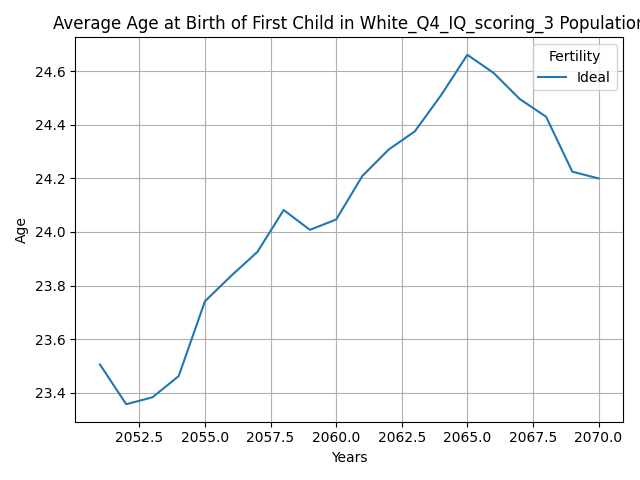 Average Age at Birth of First Child in White_Q4_IQ_scoring_3 Population
Fertility
Ideal
24.6
24.4
24.2
24.0
23.8
23.6
23.4
Age
2052.5 2055.0 2057.5 2060.0 2062.5 2065.0 2067.5 2070.0
Years